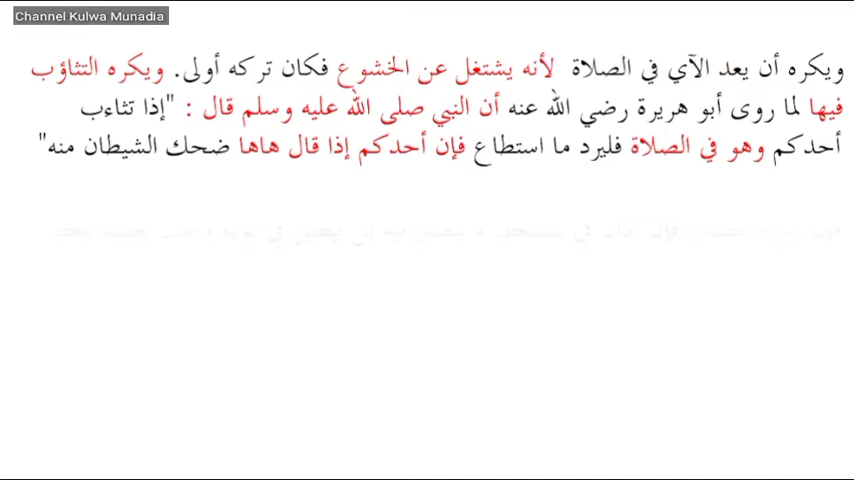 Channel Kulwa Munadia
ويكره أن يعد الآي في الصلاة لأنه يشتغل عن الخشوع فكان تركه أولى. ويكره التثاؤب
فيها لما روى أبو هريرة رضي الله عنه أن النبي صلى الله عليه وسلم قال : "إذا تثاءب
أحدكم وهو في الصلاة فليرد ما استطاع فإن أحدكم إذا قال هاها ضحك الشيطان منه"